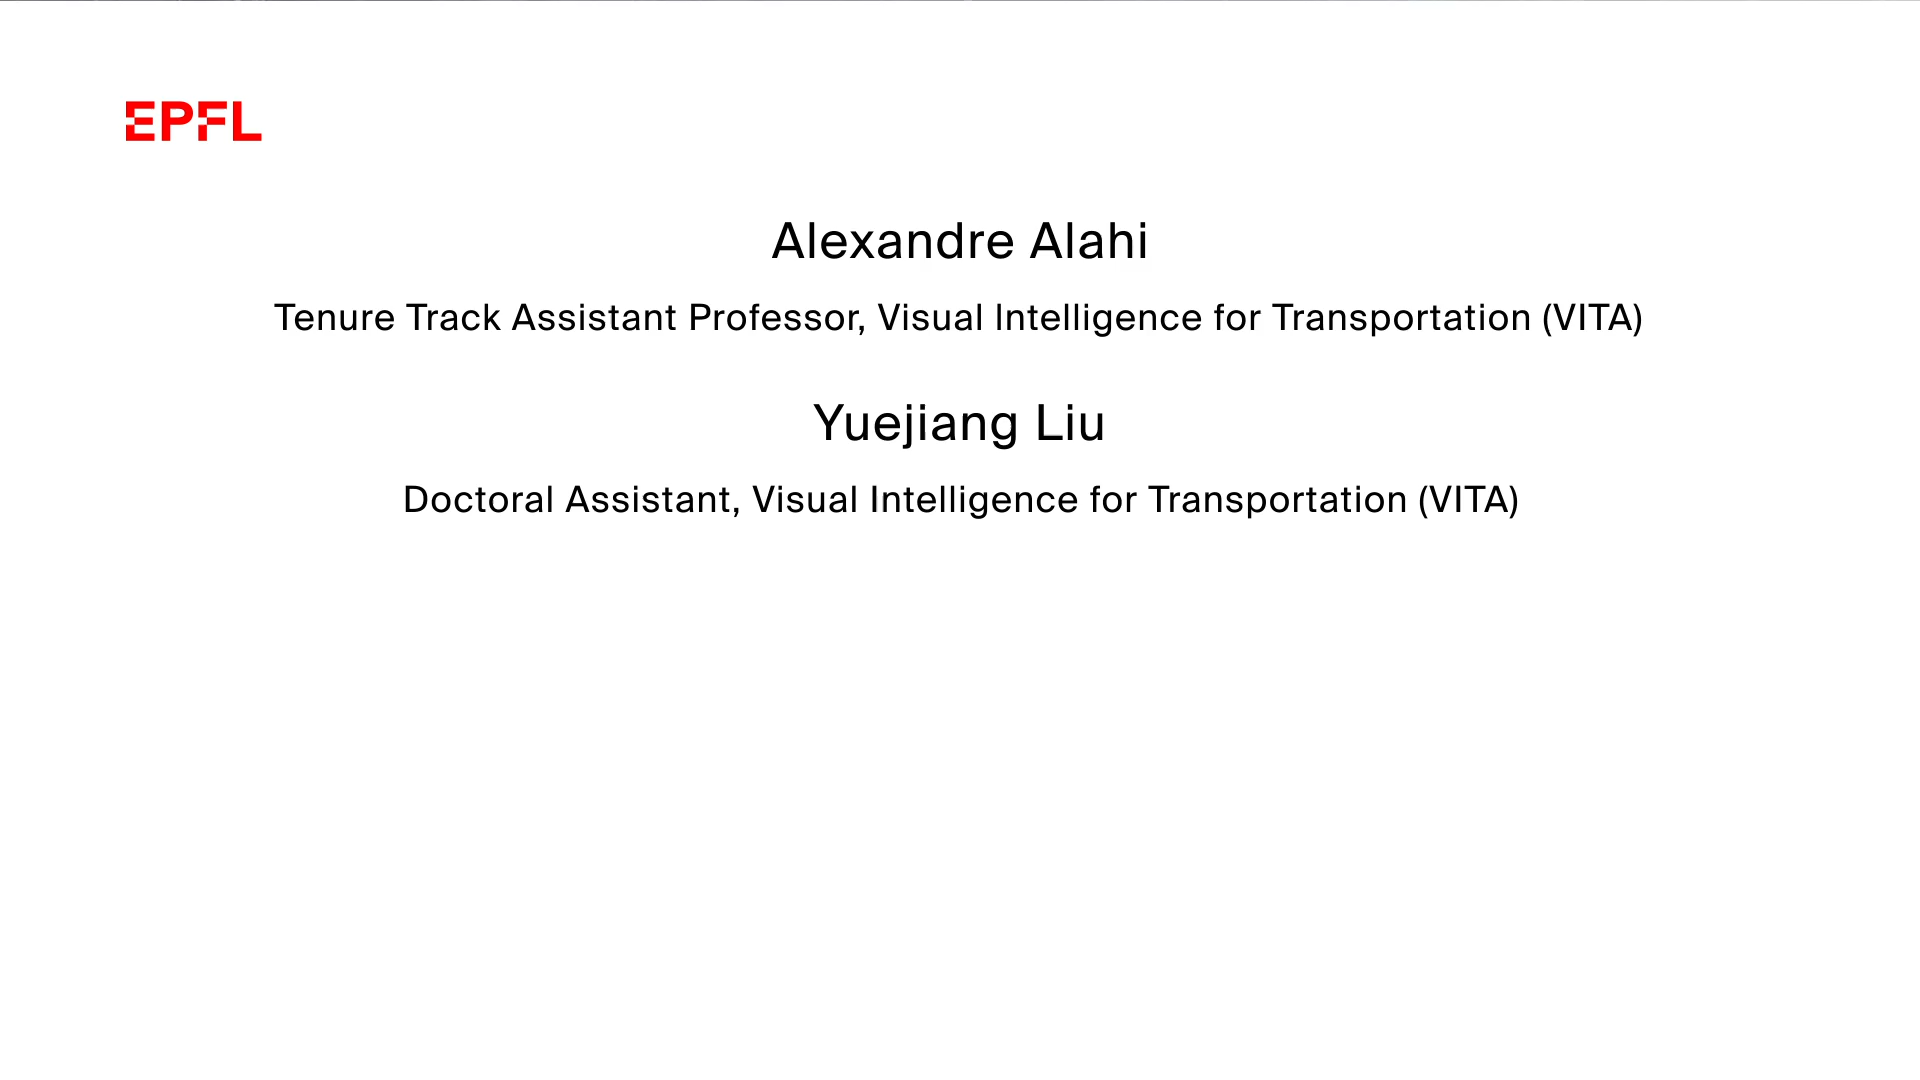 EPFL
Alexandre Alahi
Tenure Track Assistant Professor, Visual Intelligence for Transportation (VITA)
Yuejiang Liu
Doctoral Assistant, Visual Intelligence for Transportation (VITA)